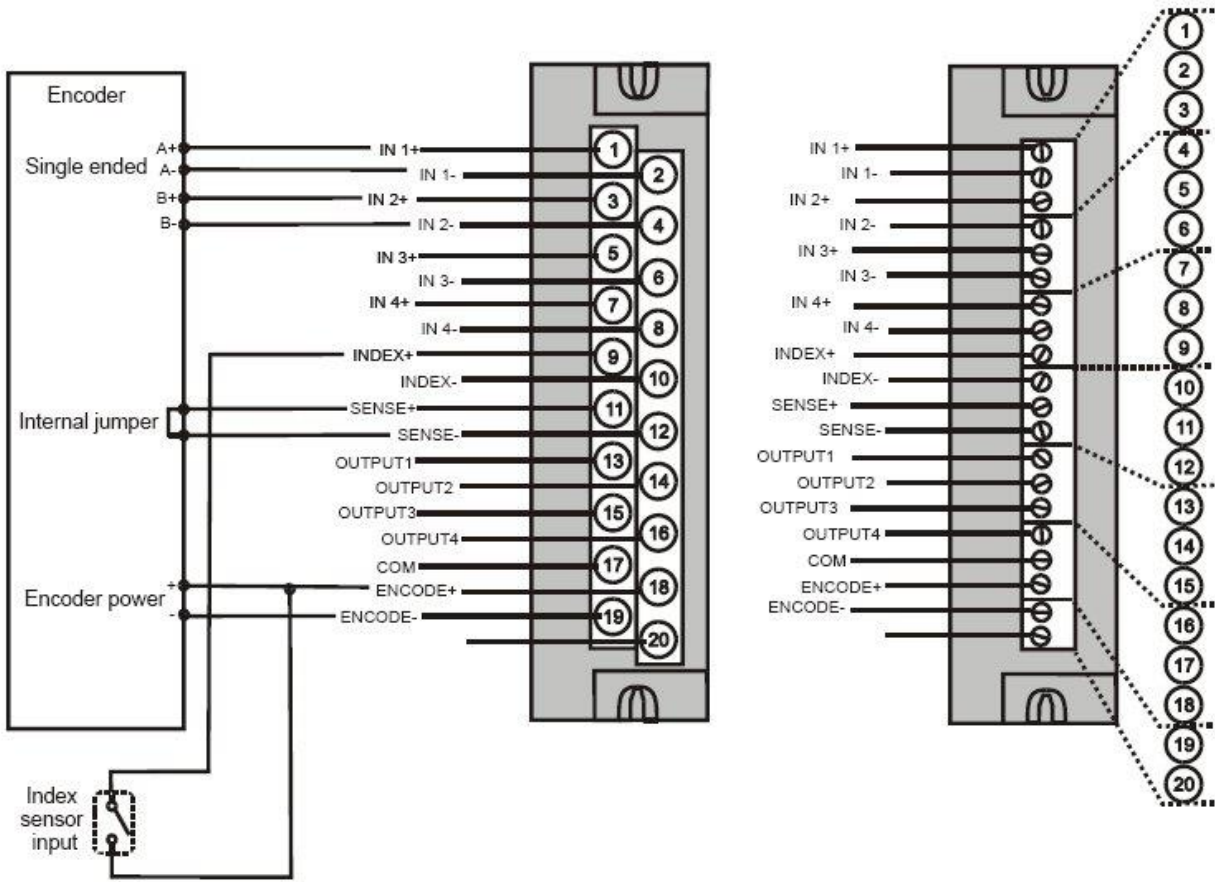 Encoder
Single ended
A+
A-
B+
B-
Internal jumper
Encoder power
+
-
Index
sensor
input
IN 1+
IN 1-
IN 2+
IN 2-
IN 3+
IN 3-
IN 4+
IN 4-
INDEX+
INDEX-
SENSE+
SENSE-
OUTPUT1
OUTPUT2
OUTPUT3
OUTPUT4
COM
ENCODE+
ENCODE-
1
2
3
4
5
6
7
8
9
10
11
12
13
14
15
16
17
18
19
20
IN 1+
IN 1-
IN 2+
IN 2-
IN 3+
IN 3-
IN 4+
IN 4-
INDEX+
INDEX-
SENSE+
SENSE-
OUTPUT1
OUTPUT2
OUTPUT3
OUTPUT4
COM
ENCODE+
ENCODE-
1
2
3
4
5
6
7
8
9
10
11
12
13
14
15
16
17
18
19
20